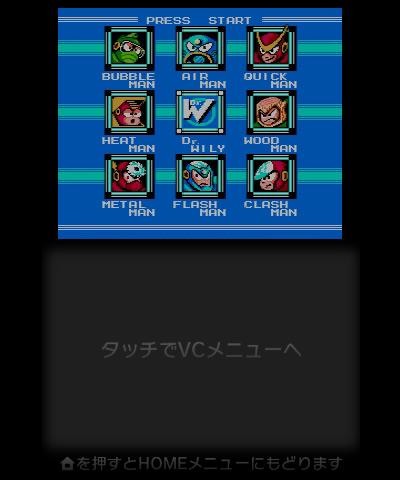 PRESS START
BUBBLE MAN
AIR MAN
QUICK MAN
HEAT MAN
Dr. W
Dr. WILY
WOOD MAN
METAL MAN
FLASH MAN
CLASH MAN
タッチでVCメニューへ
を押すとHOMEメニューにもどります